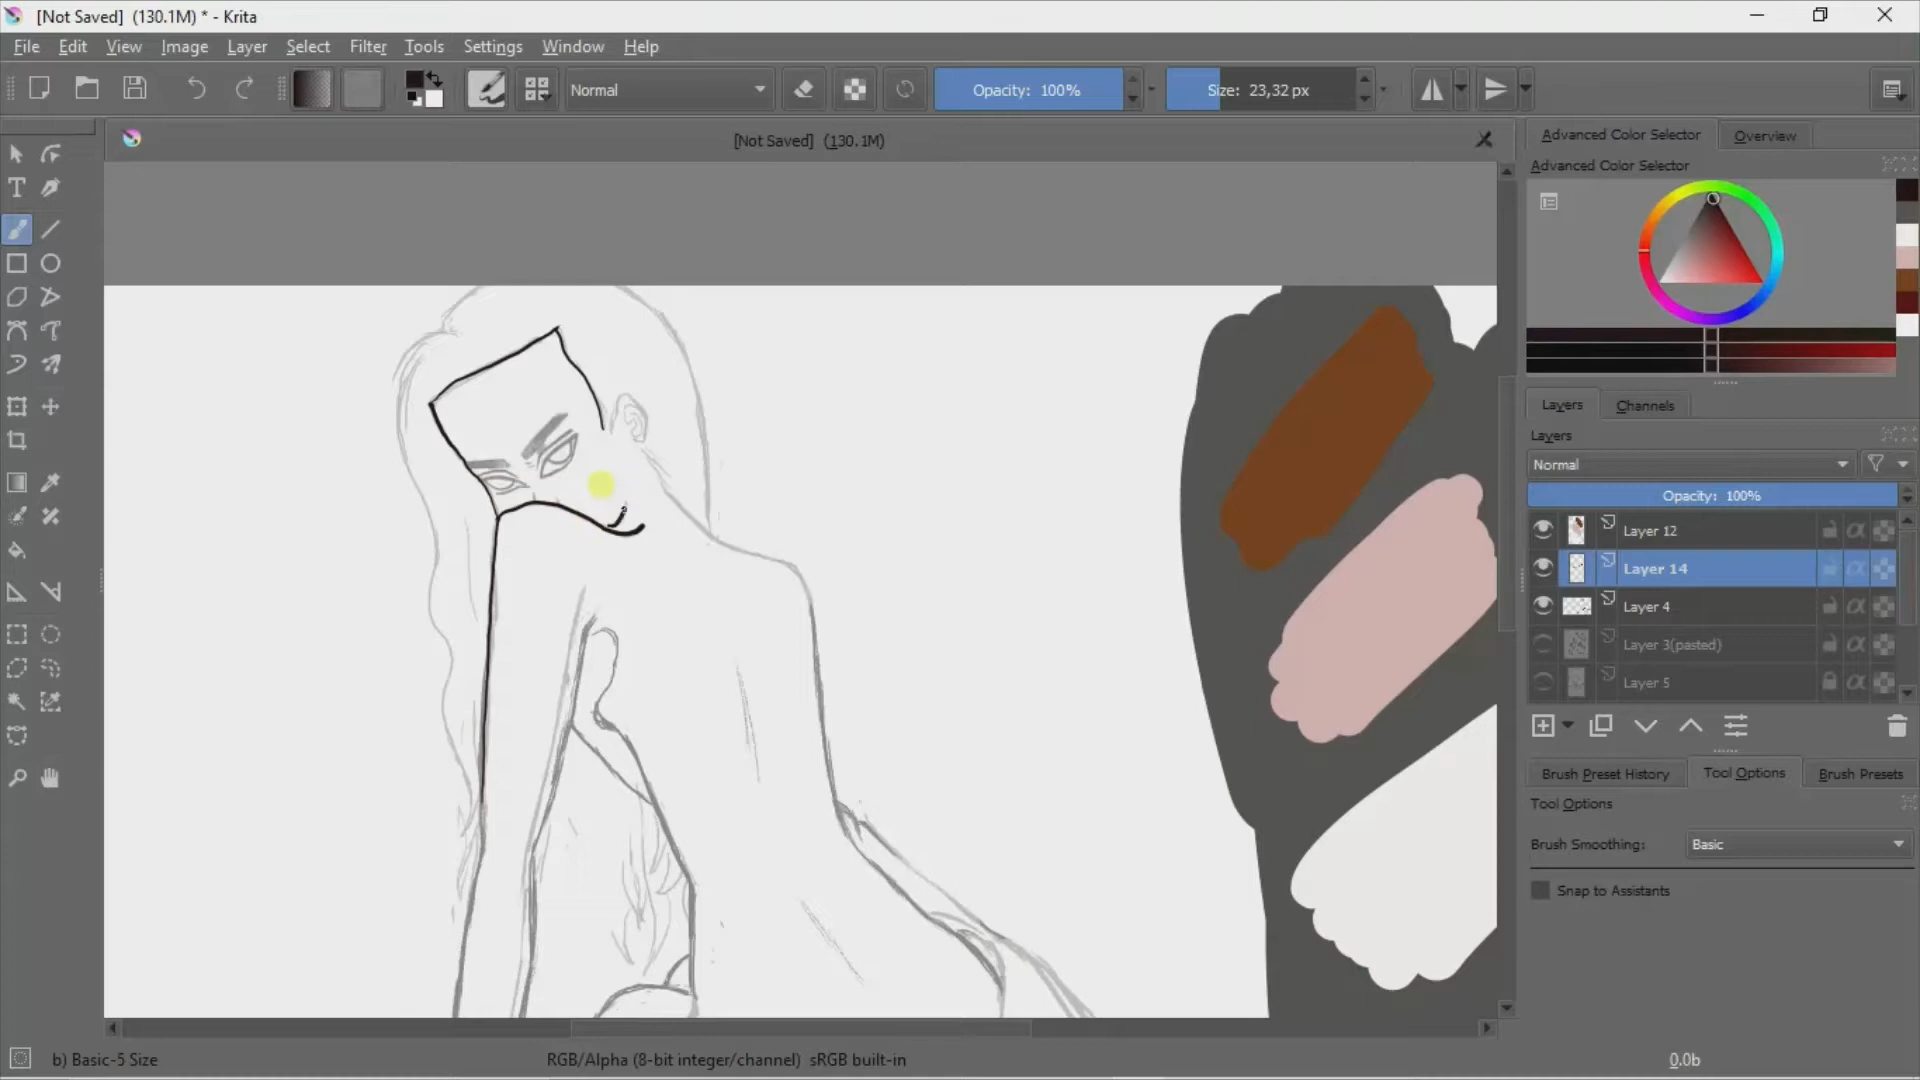 [Not Saved]  (130.1M) * - Krita
File Edit View Image Layer Select Filter Tools Settings Window Help
Normal
Opacity: 100%
Size: 23,32 px
[Not Saved]  (130.1M)
Advanced Color Selector
Overview
Advanced Color Selector
Layers
Channels
Layers
Normal
Opacity: 100%
Layer 12
Layer 14
Layer 4
Layer 3(pasted)
Layer 5
Brush Preset History
Tool Options
Brush Presets
Tool Options
Brush Smoothing:
Basic
Snap to Assistants
b) Basic-5 Size
RGB/Alpha (8-bit integer/channel)  sRGB built-in
0.0b